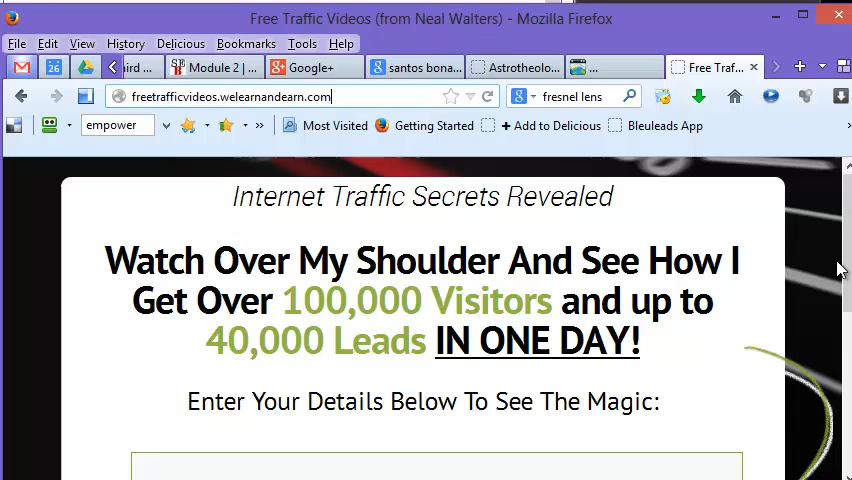 Free Traffic Videos (from Neal Walters) - Mozilla Firefox
File Edit View History Delicious Bookmarks Tools Help
26 ird ... Module 2 | ... Google+ santos bona... Astrotheolo... ... Free Traf...
freetrafficvideos.welearnandearn.com fresnel lens
empower Most Visited Getting Started + Add to Delicious Bleuleads App
Internet Traffic Secrets Revealed
Watch Over My Shoulder And See How I
Get Over 100,000 Visitors and up to
40,000 Leads IN ONE DAY!
Enter Your Details Below To See The Magic: